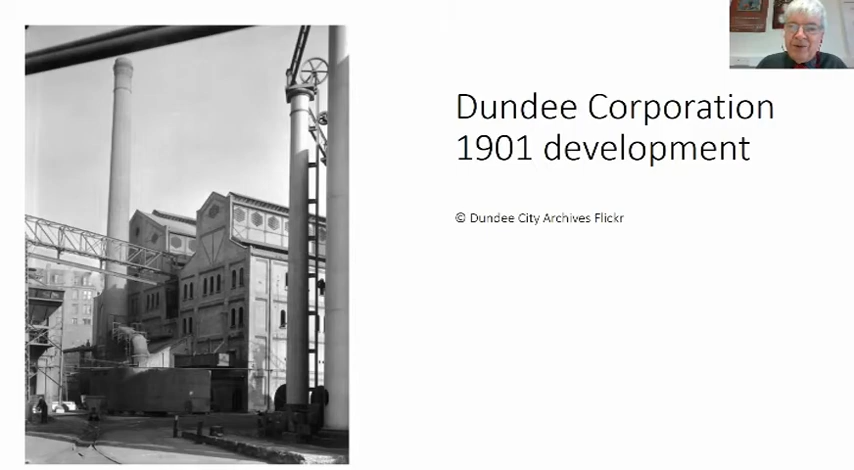 Dundee Corporation
1901 development
© Dundee City Archives Flickr